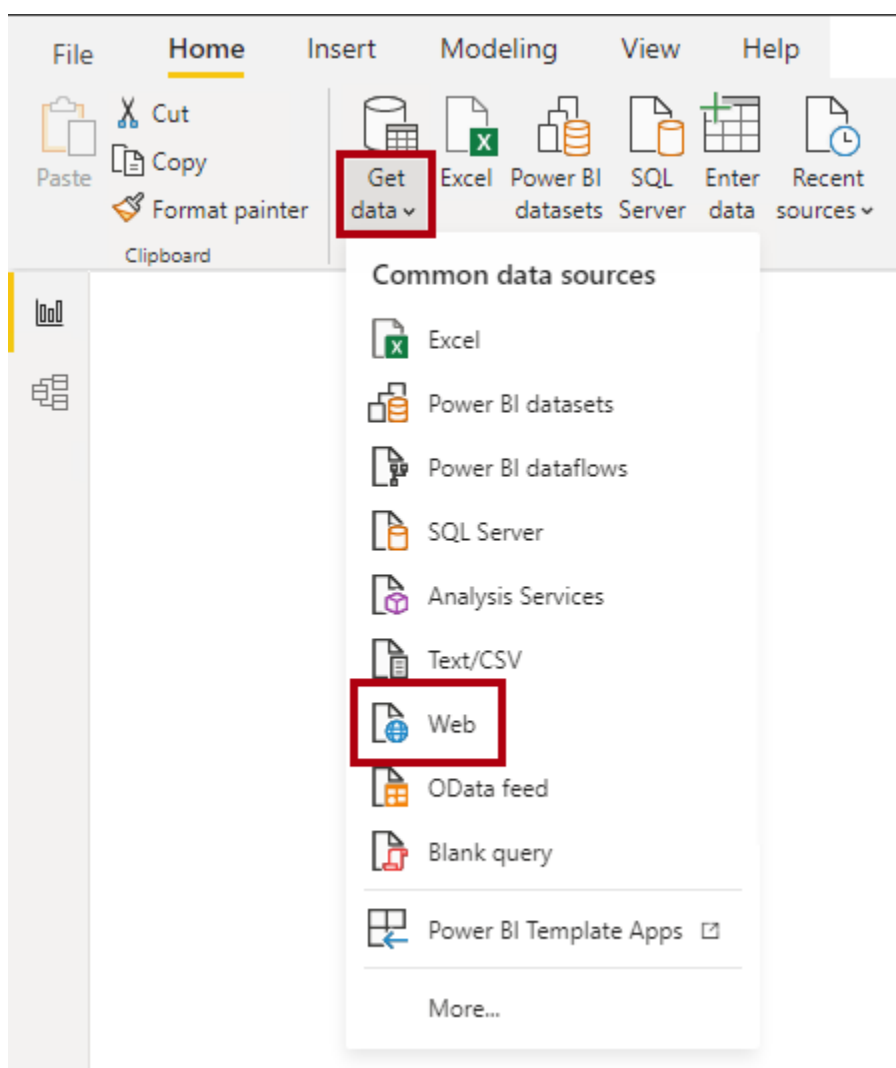 File Home Insert Modeling View Help
Cut
Copy
Paste
Format painter
Clipboard
Get data
Excel
Power BI datasets
SQL Server
Enter data
Recent sources
Common data sources
Excel
Power BI datasets
Power BI dataflows
SQL Server
Analysis Services
Text/CSV
Web
OData feed
Blank query
Power BI Template Apps
More...